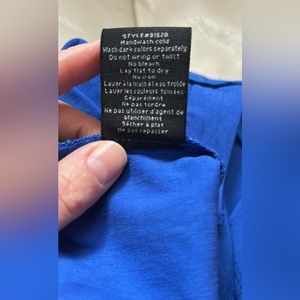 STYLE#91628
Handwash cold
Wash dark colors separately
Do not wring or twist
No bleach
Lay flat to dry
No iron
Laver à la main à l'eau froide
Laver les couleurs foncées
Séparément
Ne pas tordre
Ne pas utiliser d'agent de
blanchiment
Sécher à plat
Ne pas repasser